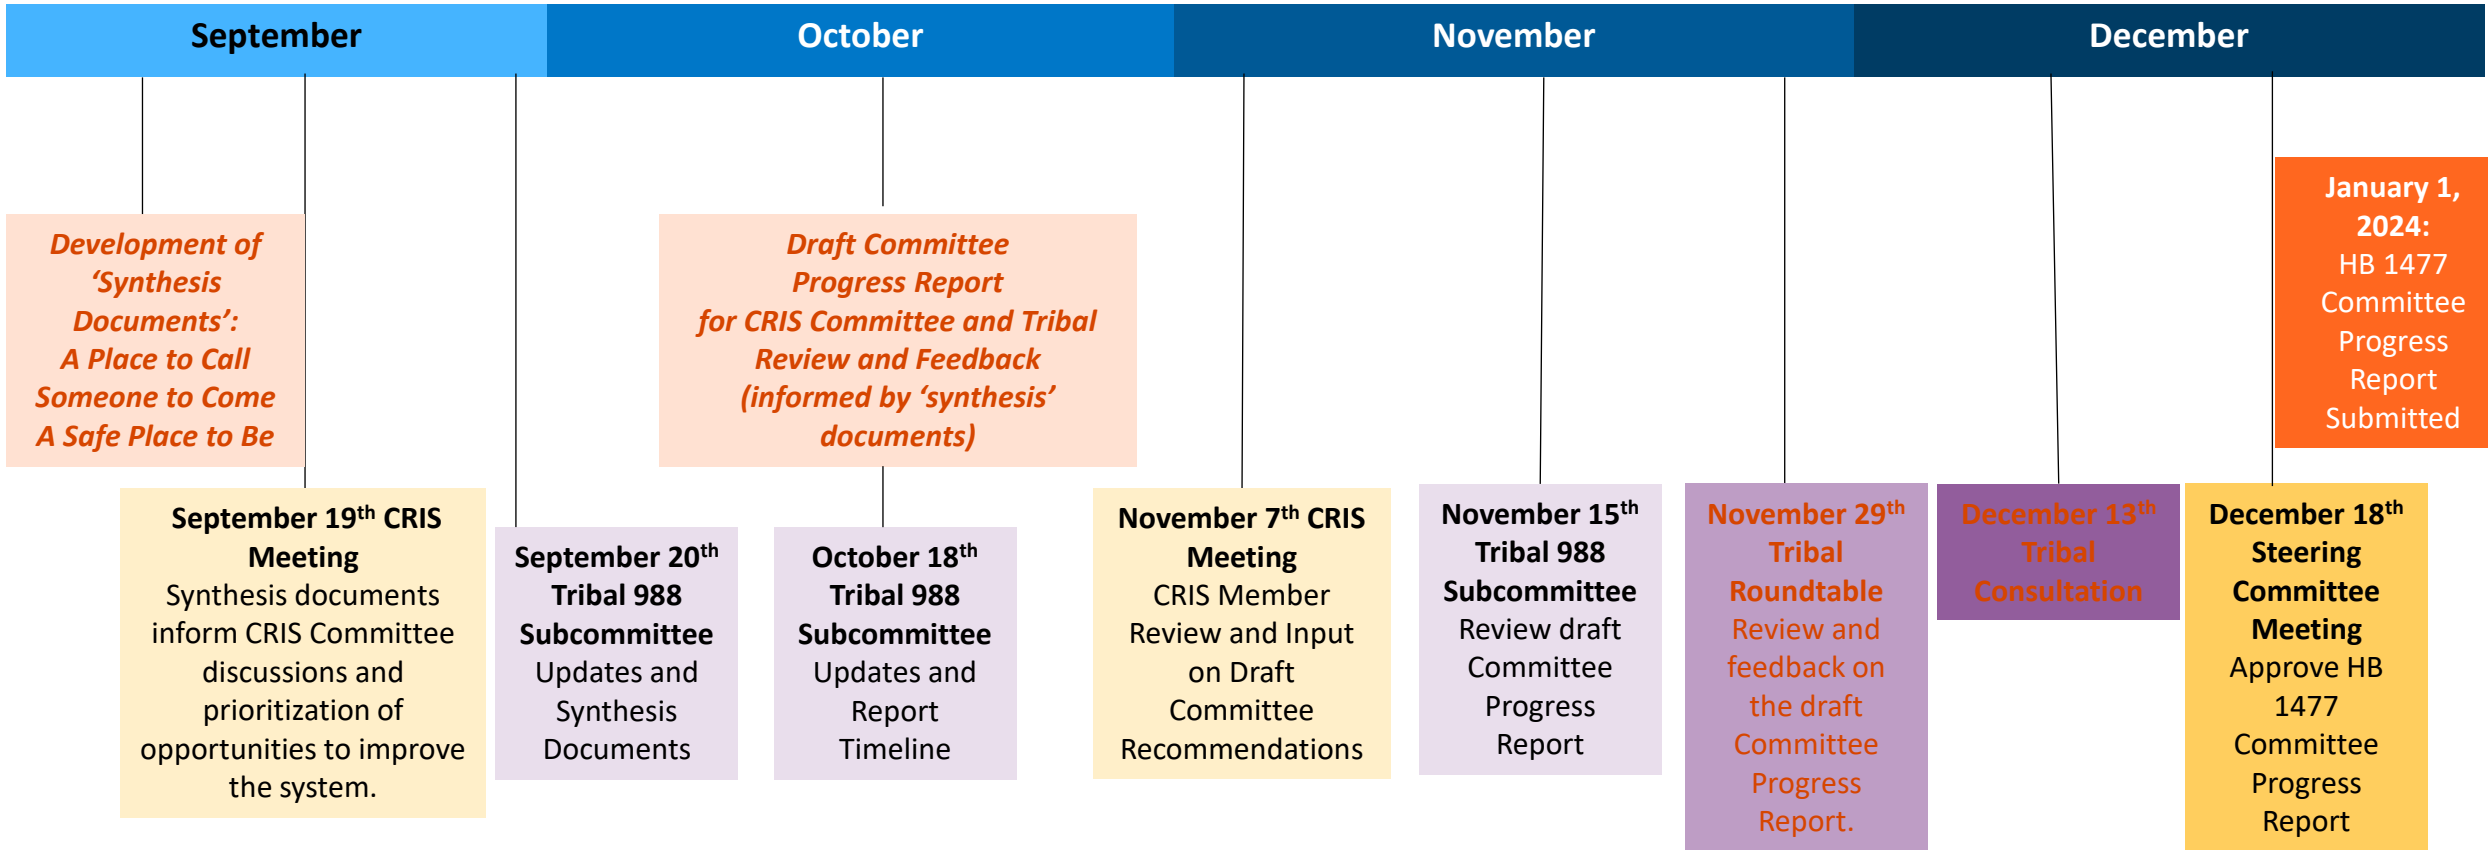 September
October
November
December
Development of
‘Synthesis
Documents’:
A Place to Call
Someone to Come
A Safe Place to Be
Draft Committee
Progress Report
for CRIS Committee and Tribal
Review and Feedback
(informed by ‘synthesis’
documents)
January 1,
2024:
HB 1477
Committee
Progress
Report
Submitted
September 19th CRIS
Meeting
Synthesis documents
inform CRIS Committee
discussions and
prioritization of
opportunities to improve
the system.
September 20th
Tribal 988
Subcommittee
Updates and
Synthesis
Documents
October 18th
Tribal 988
Subcommittee
Updates and
Report
Timeline
November 7th CRIS
Meeting
CRIS Member
Review and Input
on Draft
Committee
Recommendations
November 15th
Tribal 988
Subcommittee
Review draft
Committee
Progress
Report
November 29th
Tribal
Roundtable
Review and
feedback on
the draft
Committee
Progress
Report.
December 13th
Tribal
Consultation
December 18th
Steering
Committee
Meeting
Approve HB
1477
Committee
Progress
Report